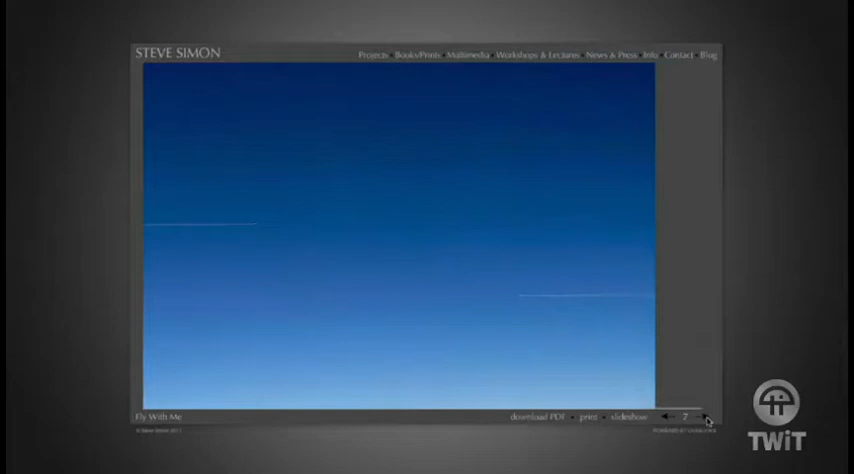 STEVE SIMON
Projects • Books/Prints • Multimedia • Workshops & Lectures • News & Press • Info • Contact • Blog
Fly With Me
download PDF • print • slideshow
7
TWiT